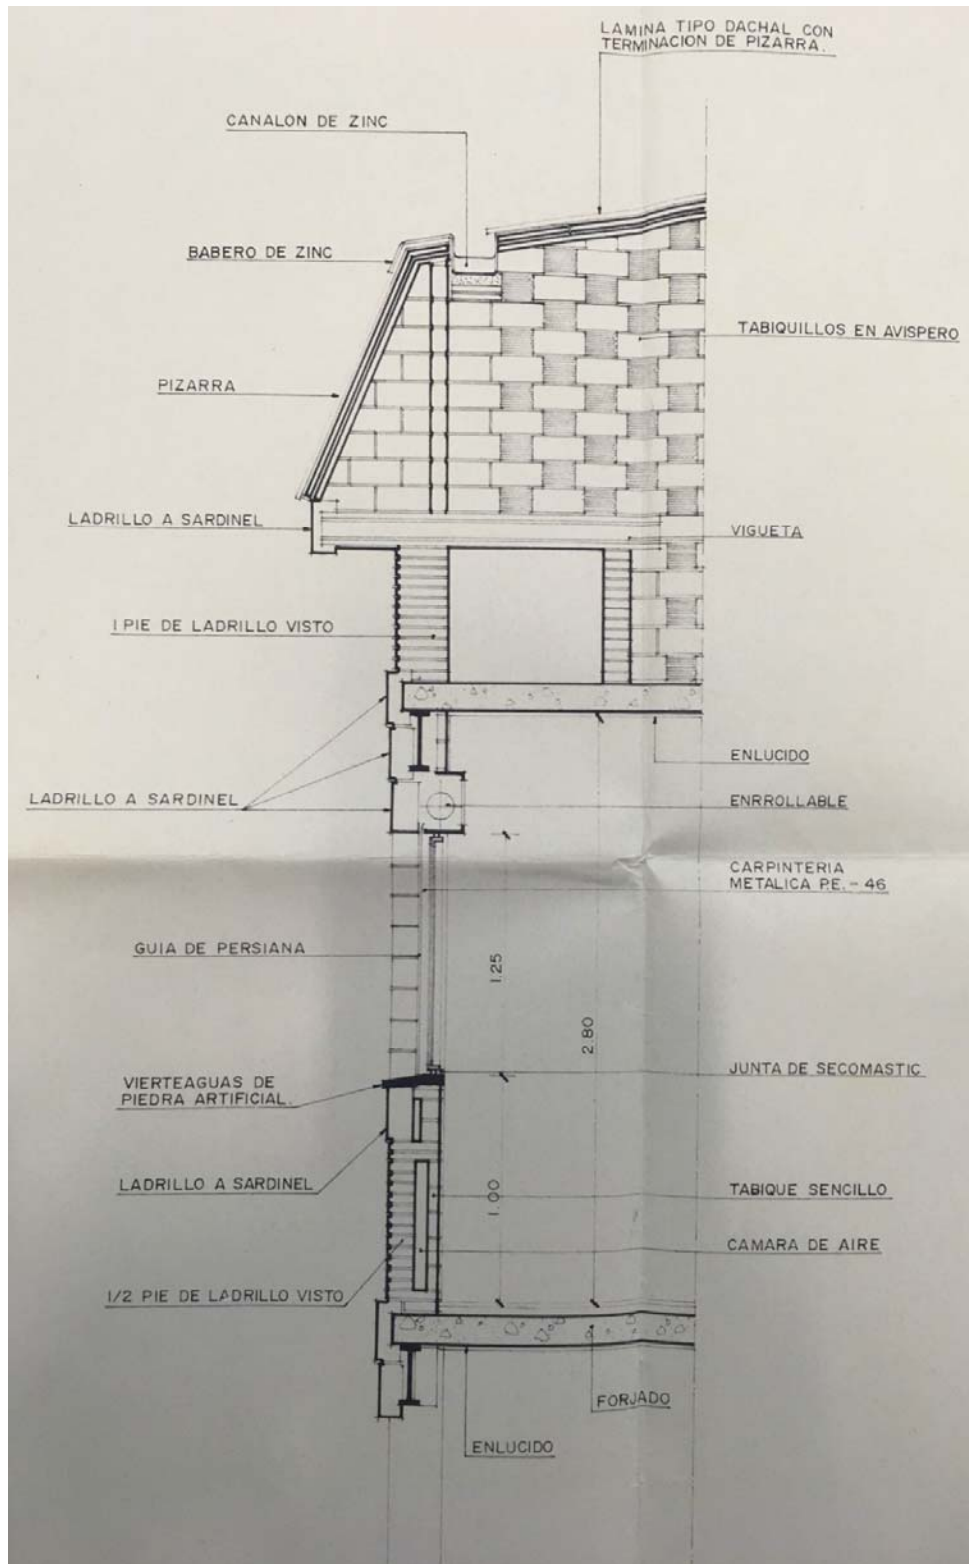 LAMINA TIPO DACHAL CON
TERMINACION DE PIZARRA.
CANALON DE ZINC
BABERO DE ZINC
TABIQUILLOS EN AVISPERO
PIZARRA
LADRILLO A SARDINEL
VIGUETA
1 PIE DE LADRILLO VISTO
ENLUCIDO
LADRILLO A SARDINEL
ENRROLLABLE
CARPINTERIA
METALICA P.E.-46
GUIA DE PERSIANA
1.25
2.80
JUNTA DE SECOMASTIC
VIERTEAGUAS DE
PIEDRA ARTIFICIAL.
LADRILLO A SARDINEL
1.00
TABIQUE SENCILLO
CAMARA DE AIRE
1/2 PIE DE LADRILLO VISTO
FORJADO
ENLUCIDO